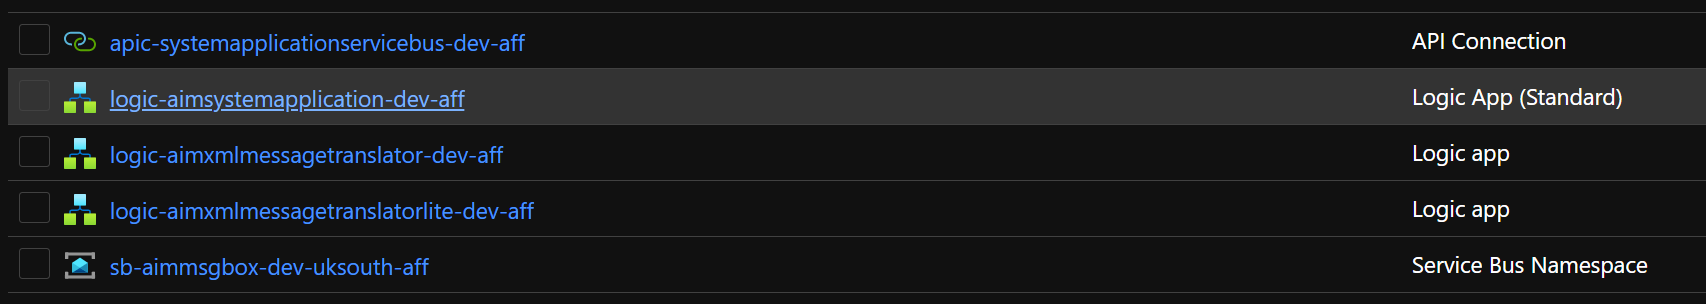 apic-systemapplicationservicebus-dev-aff API Connection
logic-aimsystemapplication-dev-aff Logic App (Standard)
logic-aimxmlmessagetranslator-dev-aff Logic app
logic-aimxmlmessagetranslatorlite-dev-aff Logic app
sb-aimmsgbox-dev-uksouth-aff Service Bus Namespace